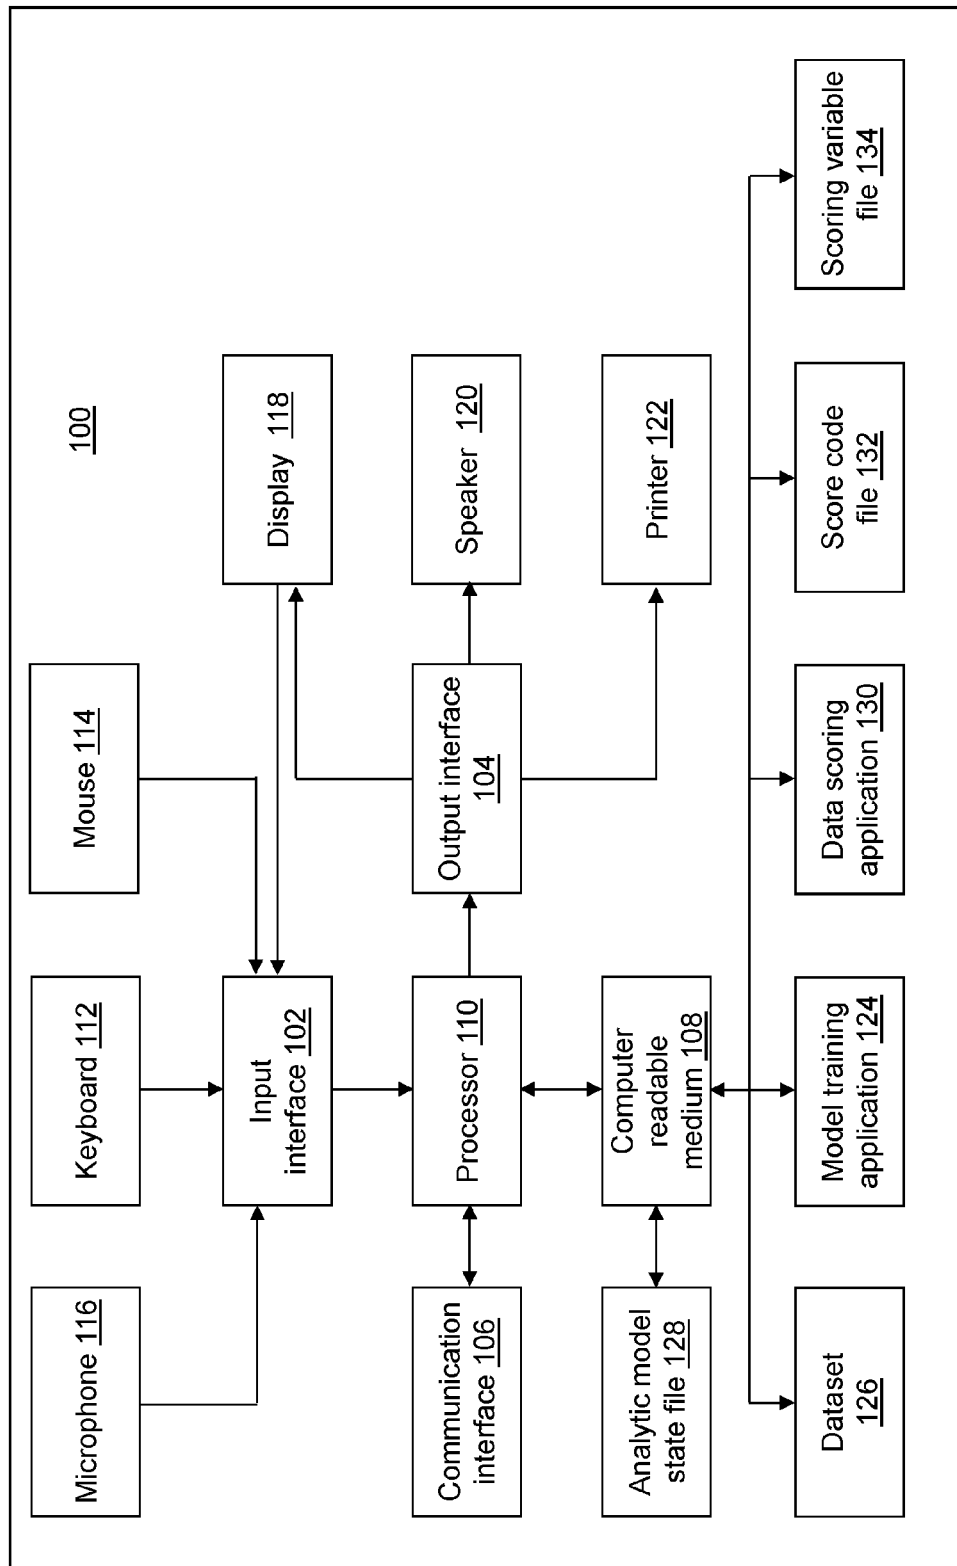 100
Microphone 116
Keyboard 112
Mouse 114
Input
interface 102
Display 118
Communication
interface 106
Processor 110
Output interface
104
Speaker 120
Analytic model
state file 128
Computer
readable
medium 108
Printer 122
Dataset
126
Model training
application 124
Data scoring
application 130
Score code
file 132
Scoring variable
file 134